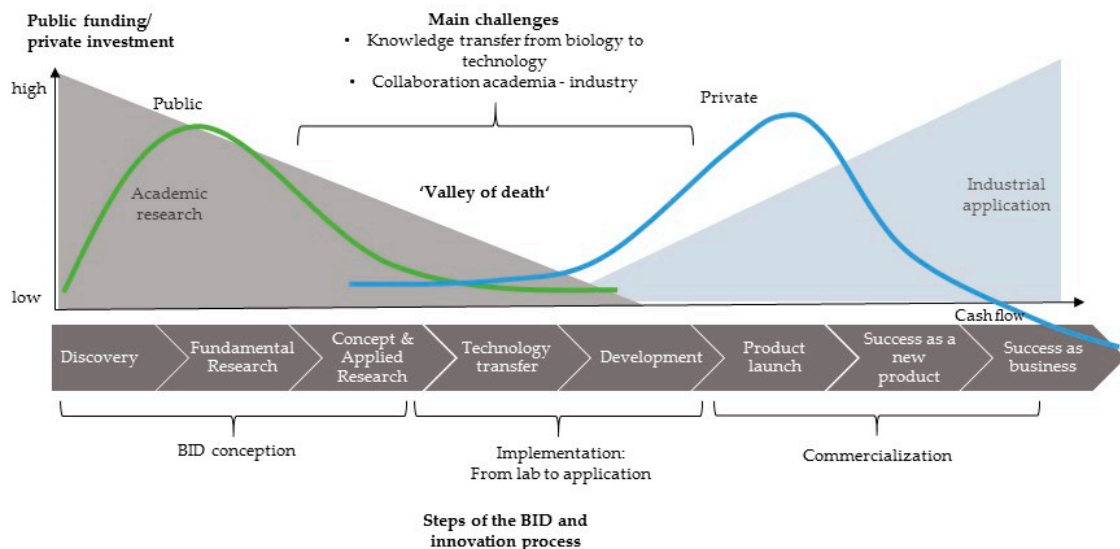 Public funding/
private investment
Main challenges
• Knowledge transfer from biology to
technology
• Collaboration academia - industry
high
Public
Private
Academic
research
'Valley of death'
Industrial
application
low
Cash flow
Discovery
Fundamental
Research
Concept &
Applied
Research
Technology
transfer
Development
Product
launch
Success as a
new
product
Success as
business
BID conception
Implementation:
From lab to application
Commercialization
Steps of the BID and
innovation process